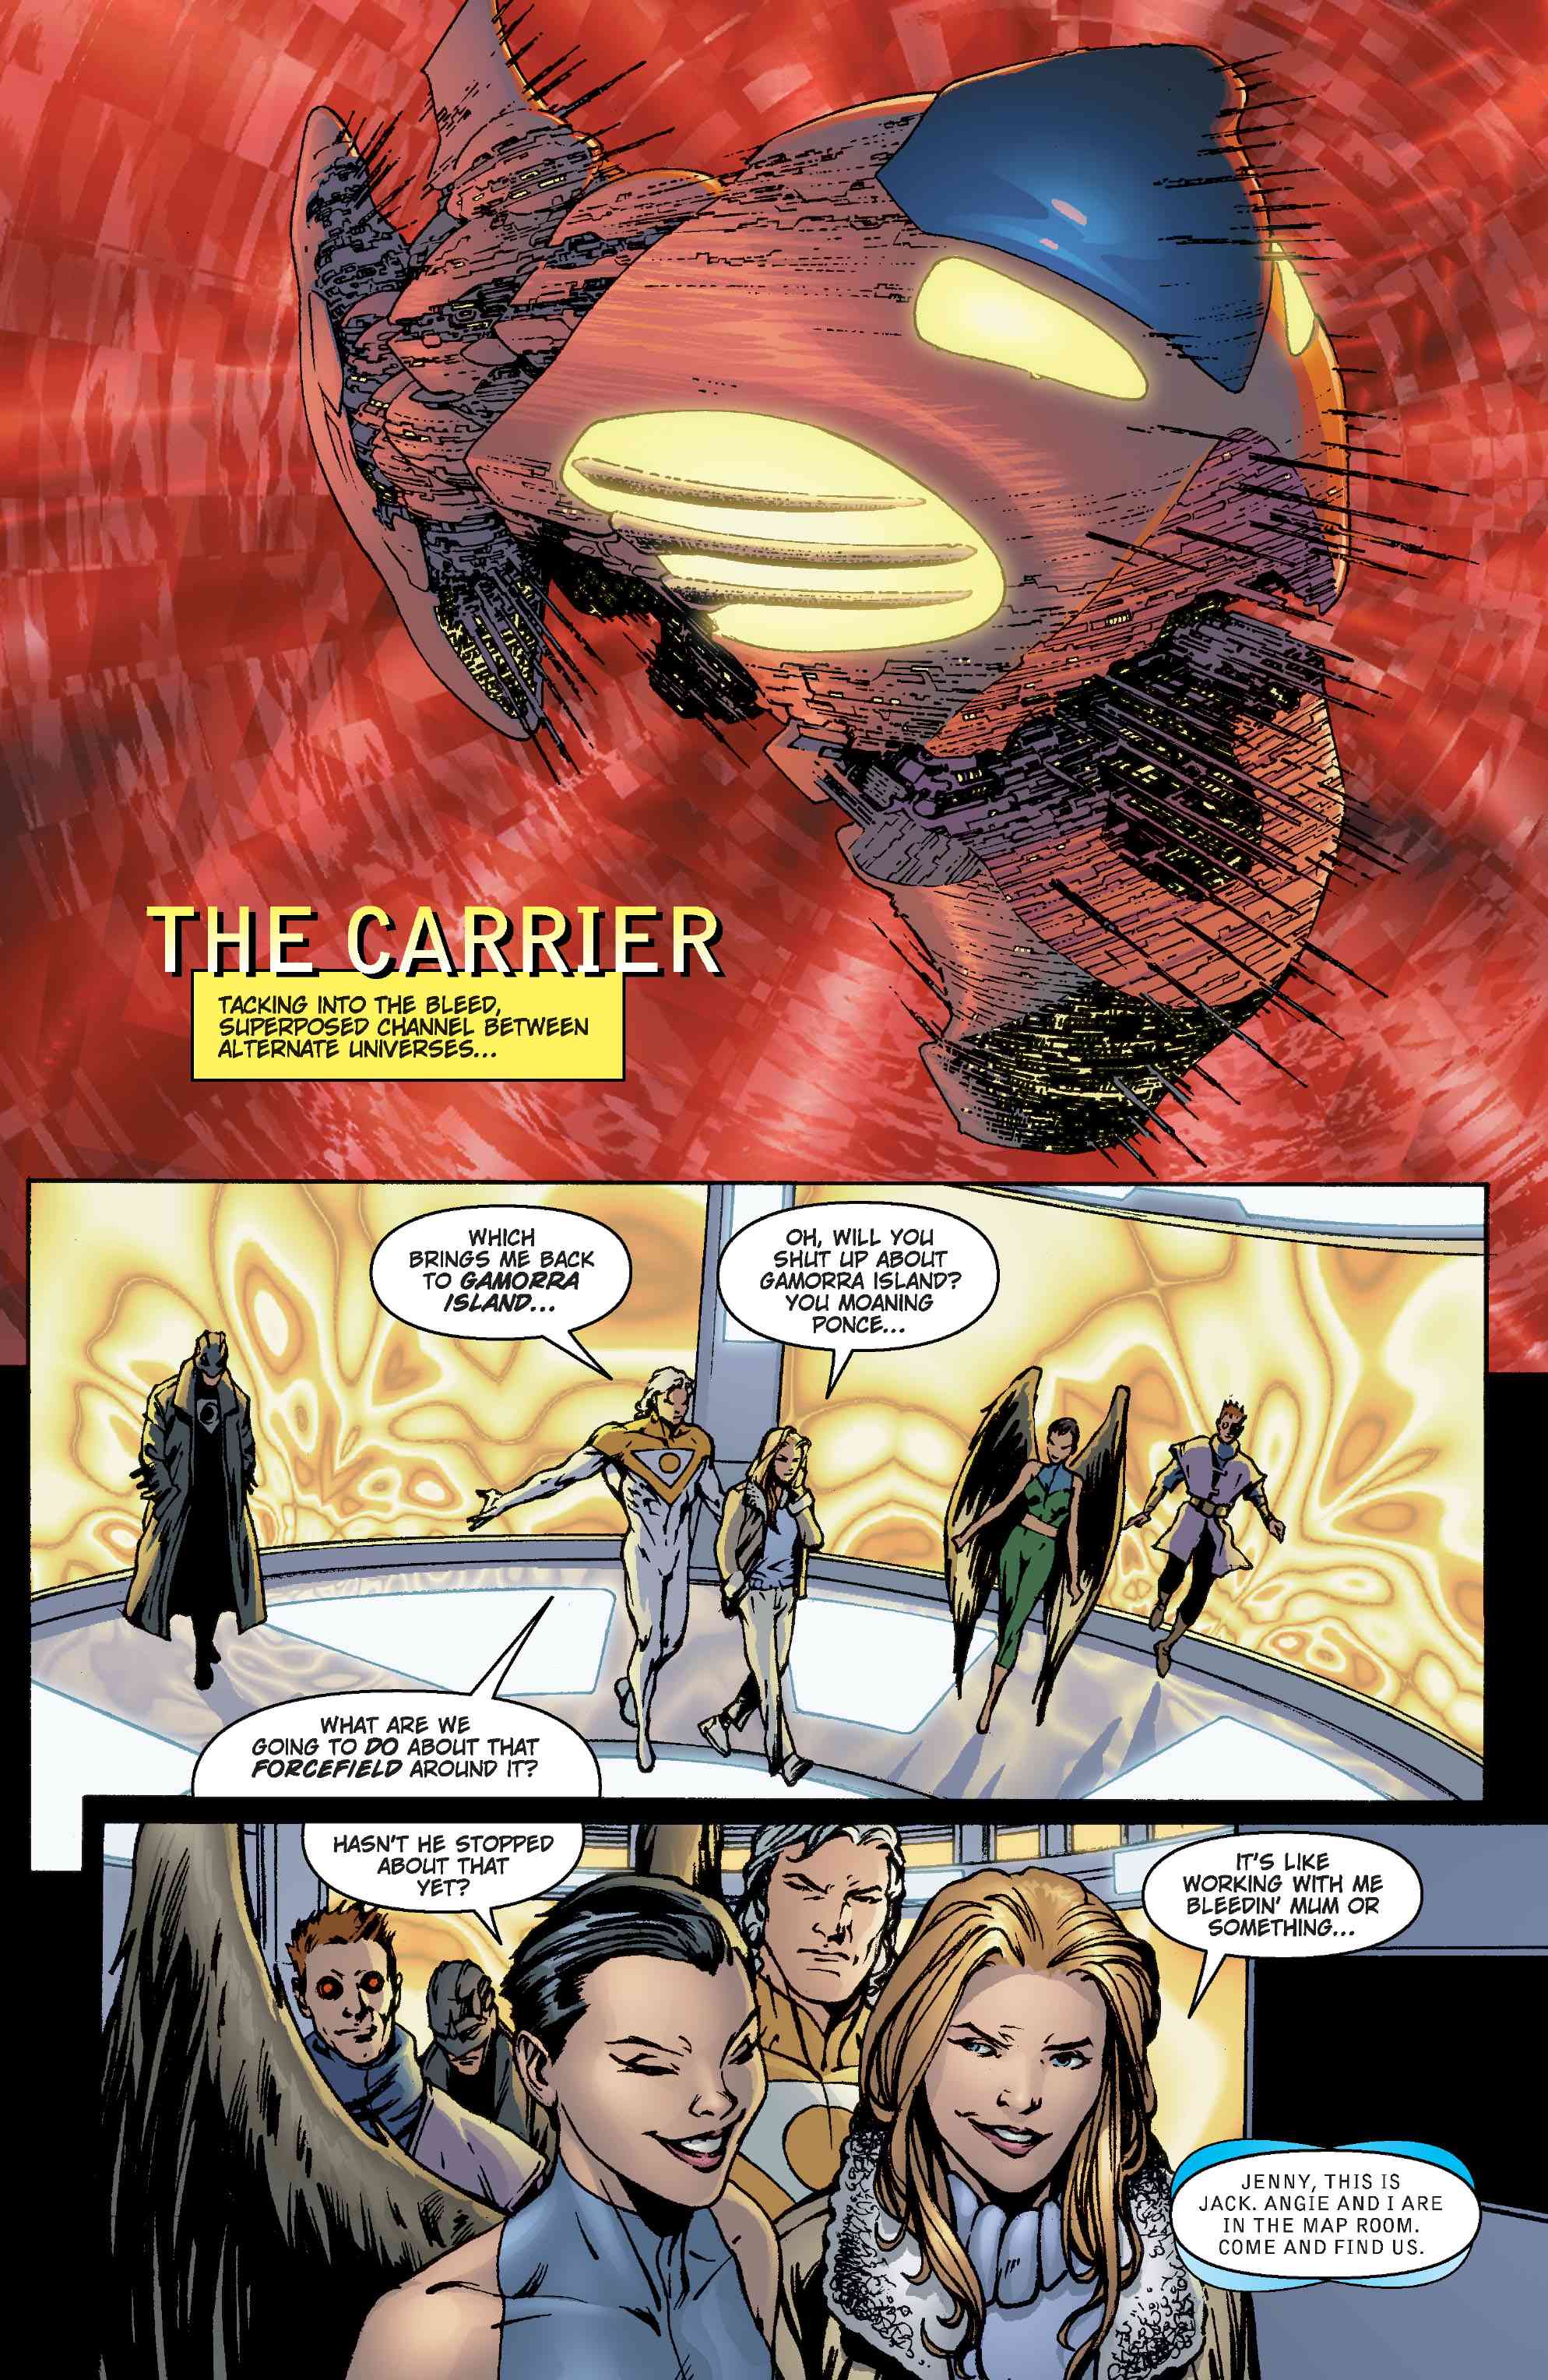 THE CARRIER
TACKING INTO THE BLEED,
SUPERPOSED CHANNEL BETWEEN
ALTERNATE UNIVERSES...
WHICH
BRINGS ME BACK
TO GAMORRA
ISLAND...
OH, WILL YOU
SHUT UP ABOUT
GAMORRA ISLAND?
YOU MOANING
PONCE...
WHAT ARE WE
GOING TO DO ABOUT THAT
FORCEFIELD AROUND IT?
HASN'T HE STOPPED
ABOUT THAT
YET?
IT'S LIKE
WORKING WITH ME
BLEEDIN' MUM OR
SOMETHING...
JENNY, THIS IS
JACK. ANGIE AND I ARE
IN THE MAP ROOM.
COME AND FIND US.